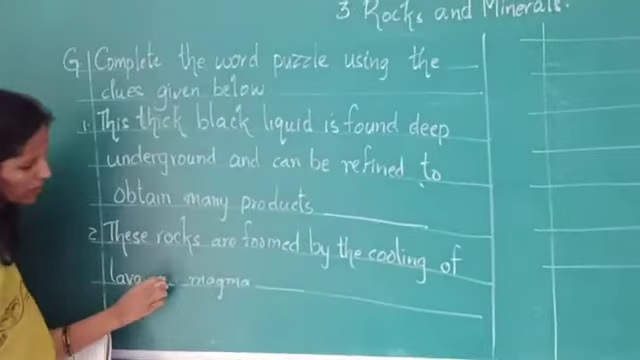 3 Rocks and Minerals.
G Complete the word puzzle using the
clues given below
1. This thick black liquid is found deep
underground and can be refined to
obtain many products
2. These rocks are formed by the cooling of
lava magma